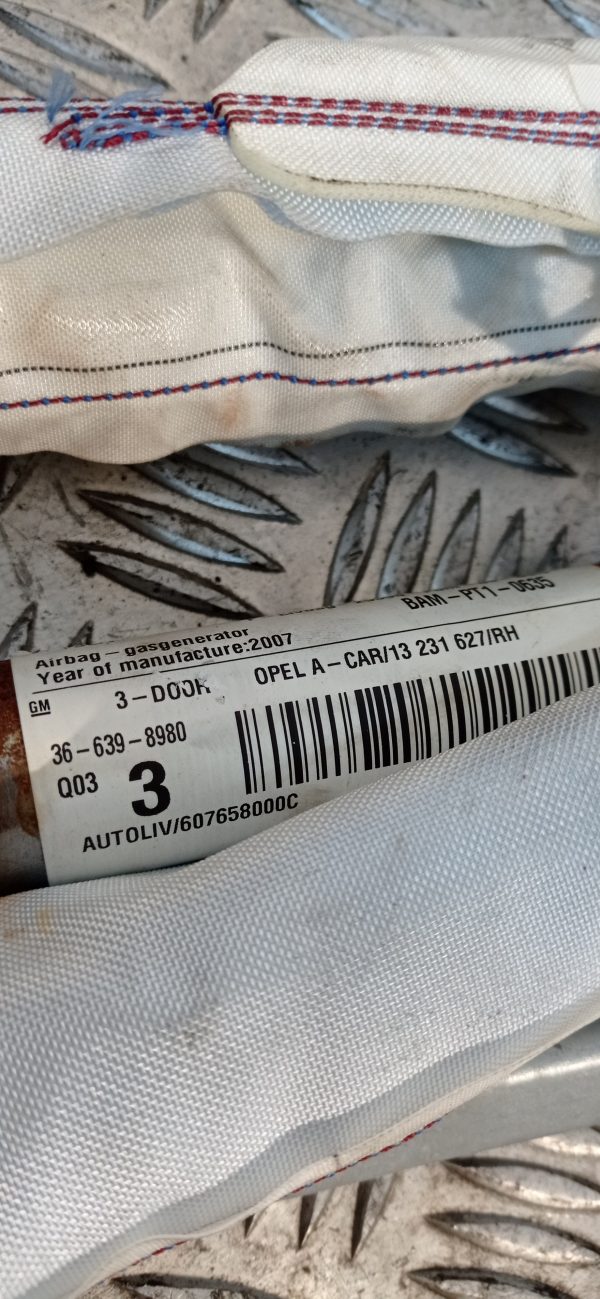 Airbag – gasgenerator BAM–PT1–0635
Year of manufacture:2007
GM 3–DOOR OPEL A–CAR/13 231 627/RH
36–639–8980
Q03 3
AUTOLIV/607658000C